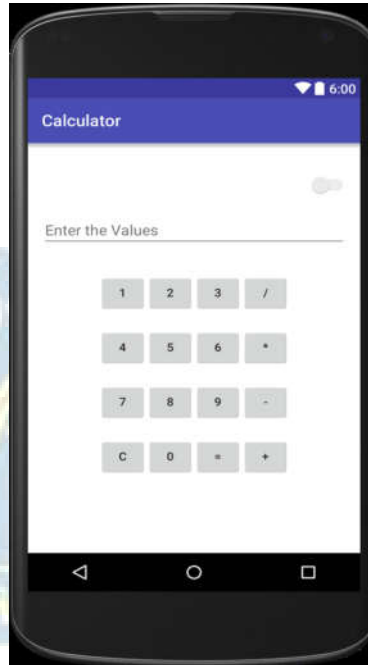 6:00
Calculator
Enter the Values
1 2 3 /
4 5 6 *
7 8 9 -
C 0 = +